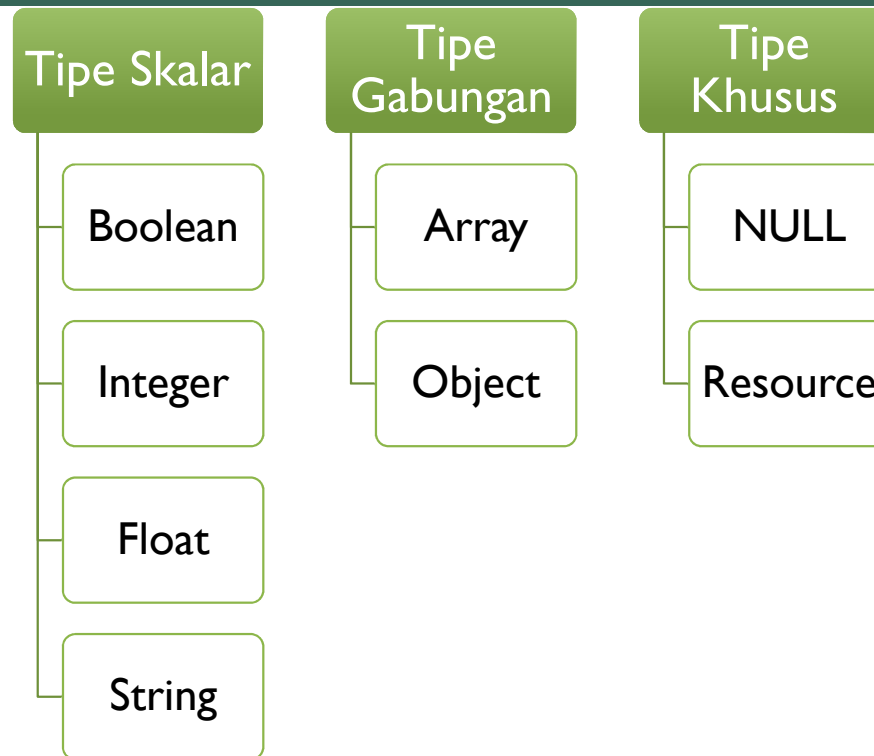 Tipe Skalar
Boolean
Integer
Float
String
Tipe
Gabungan
Array
Object
Tipe
Khusus
NULL
Resource